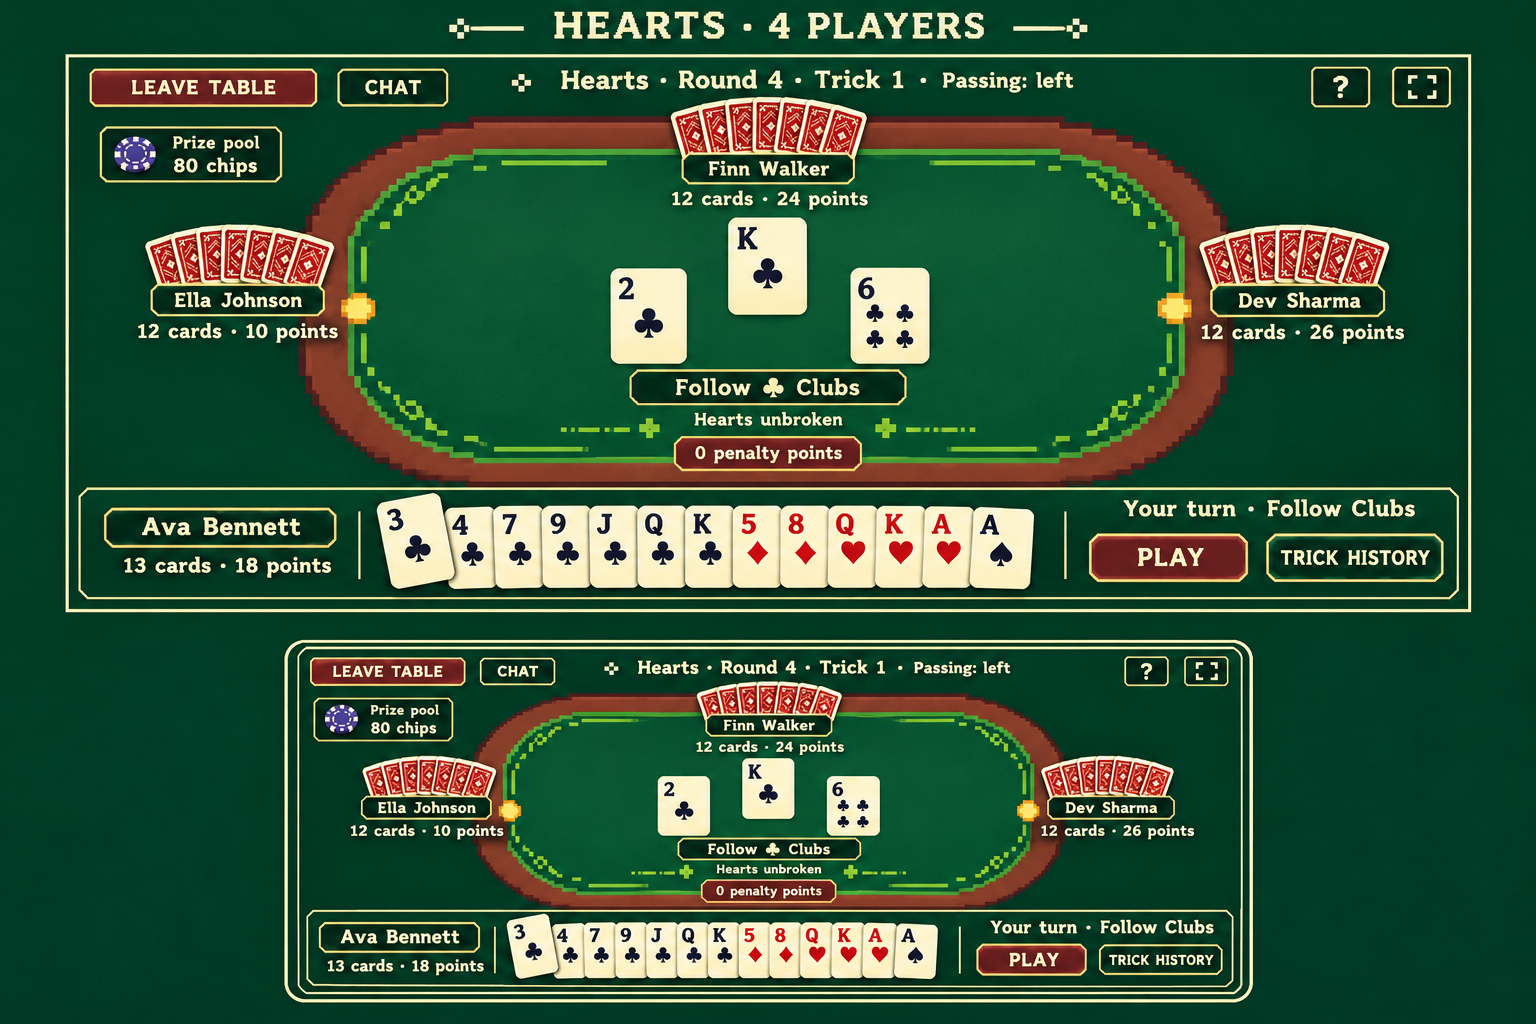 HEARTS · 4 PLAYERS
LEAVE TABLE
CHAT
Hearts · Round 4 · Trick 1 · Passing: left
?
Prize pool
80 chips
Finn Walker
12 cards · 24 points
Ella Johnson
12 cards · 10 points
Dev Sharma
12 cards · 26 points
2
K
6
Follow ♣ Clubs
Hearts unbroken
0 penalty points
Ava Bennett
13 cards · 18 points
3 4 7 9 J Q K 5 8 Q K A A
Your turn · Follow Clubs
PLAY
TRICK HISTORY
LEAVE TABLE
CHAT
Hearts · Round 4 · Trick 1 · Passing: left
?
Prize pool
80 chips
Finn Walker
12 cards · 24 points
Ella Johnson
12 cards · 10 points
Dev Sharma
12 cards · 26 points
2
K
6
Follow ♣ Clubs
Hearts unbroken
0 penalty points
Ava Bennett
13 cards · 18 points
3 4 7 9 J Q K 5 8 Q K A A
Your turn · Follow Clubs
PLAY
TRICK HISTORY